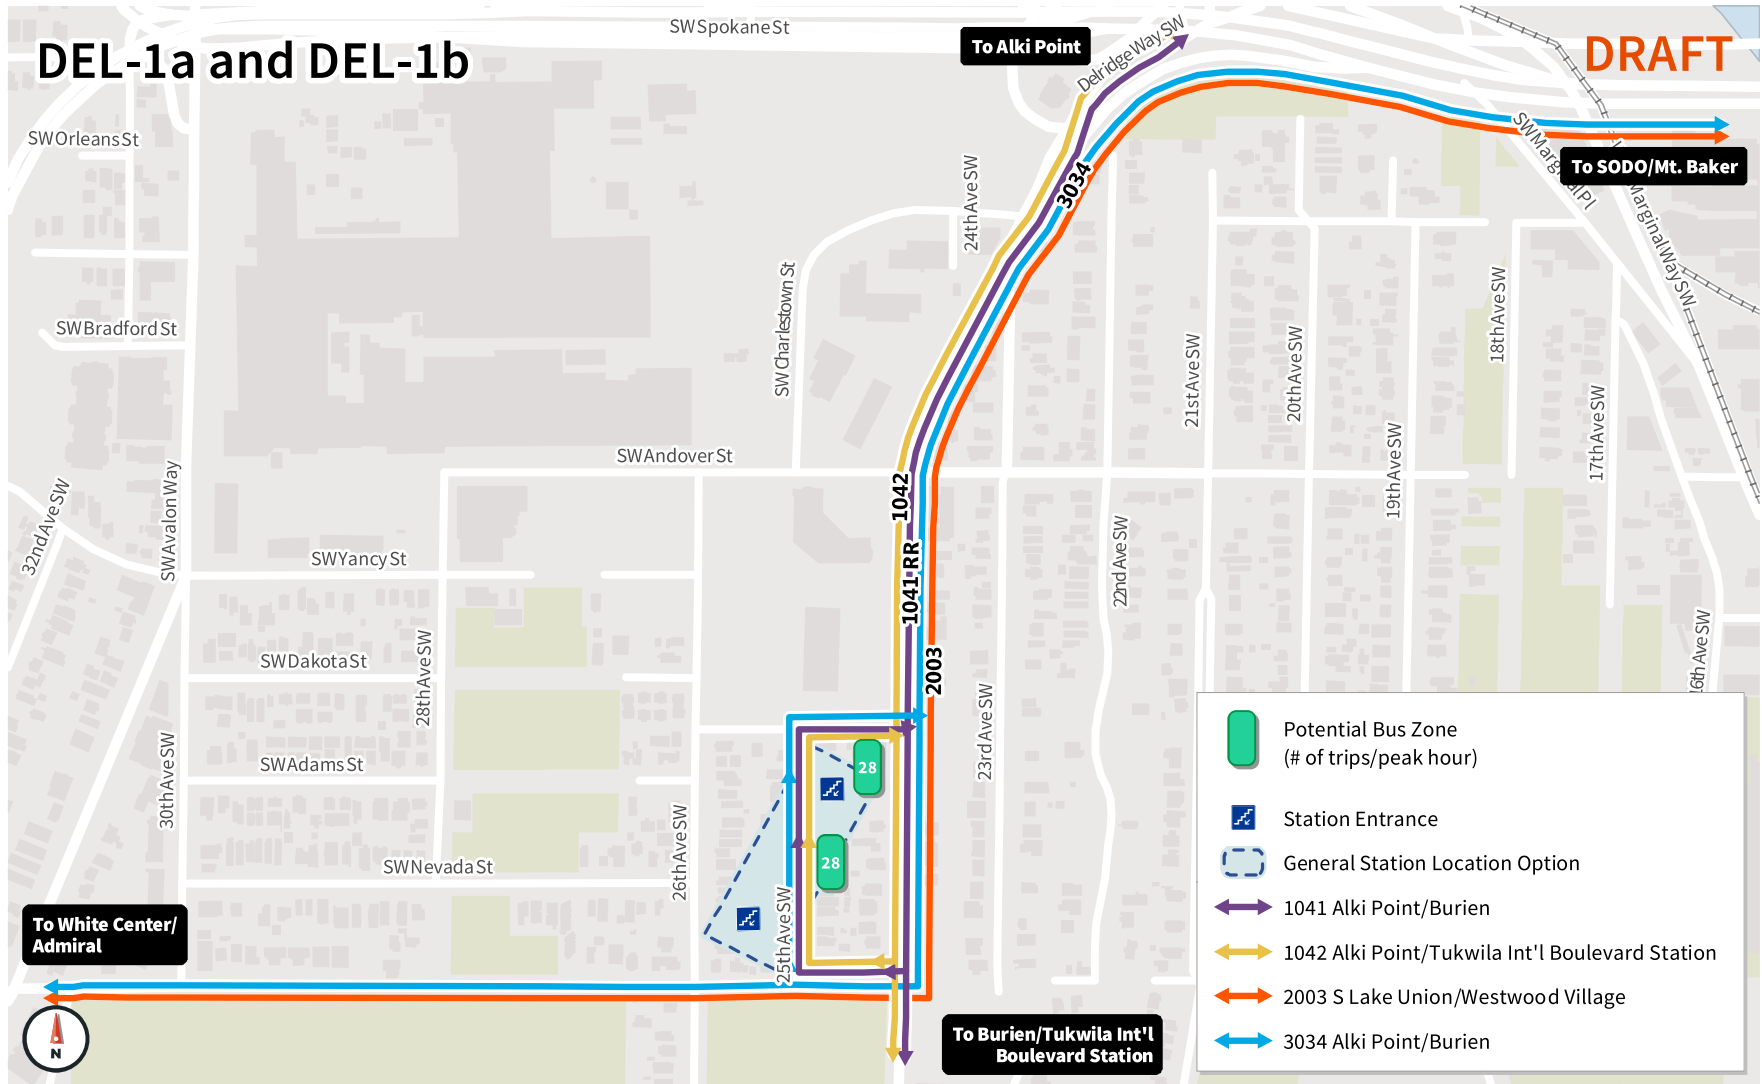 DEL-1a and DEL-1b
DRAFT
SW Spokane St
To Alki Point
Delridge Way SW
SW Orleans St
SW Marginal Pl
To SODO/Mt. Baker
Marginal Way SW
24th Ave SW
3034
SW Charlestown St
SW Bradford St
21st Ave SW
20th Ave SW
18th Ave SW
19th Ave SW
17th Ave SW
SW Andover St
SW Avalon Way
32nd Ave SW
1042
1041 RR
2003
SW Yancy St
22nd Ave SW
SW Dakota St
28th Ave SW
16th Ave SW
23rd Ave SW
30th Ave SW
SW Adams St
26th Ave SW
SW Nevada St
25th Ave SW
28
28
To White Center/
Admiral
N
To Burien/Tukwila Int'l
Boulevard Station
Potential Bus Zone
(# of trips/peak hour)
Station Entrance
General Station Location Option
1041 Alki Point/Burien
1042 Alki Point/Tukwila Int'l Boulevard Station
2003 S Lake Union/Westwood Village
3034 Alki Point/Burien